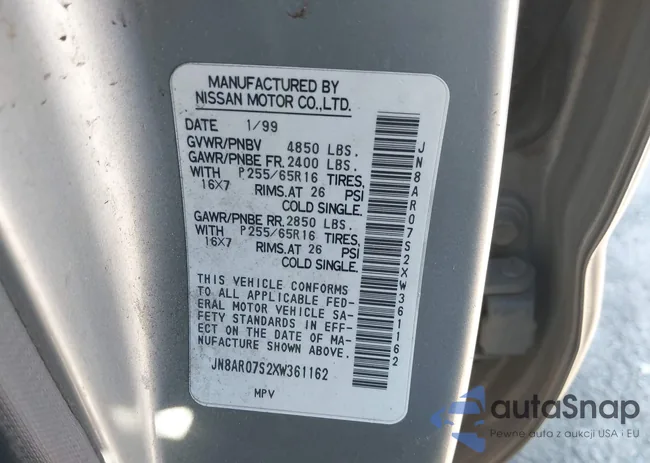 MANUFACTURED BY
NISSAN MOTOR CO.,LTD.
DATE 1/99
GVWR/PNBV 4850 LBS.
GAWR/PNBE FR. 2400 LBS.
WITH P255/65R16 TIRES,
16X7 RIMS, AT 26 PSI
COLD SINGLE.
GAWR/PNBE RR. 2850 LBS.
WITH P255/65R16 TIRES,
16X7 RIMS, AT 26 PSI
COLD SINGLE.
THIS VEHICLE CONFORMS
TO ALL APPLICABLE FED-
ERAL MOTOR VEHICLE SA-
FETY STANDARDS IN EFF-
ECT ON THE DATE OF MA-
NUFACTURE SHOWN ABOVE.
JN8AR07S2XW361162
MPV
JN8AR07S2XW361162
autoSnap
Pewne auta z aukcji USA i EU